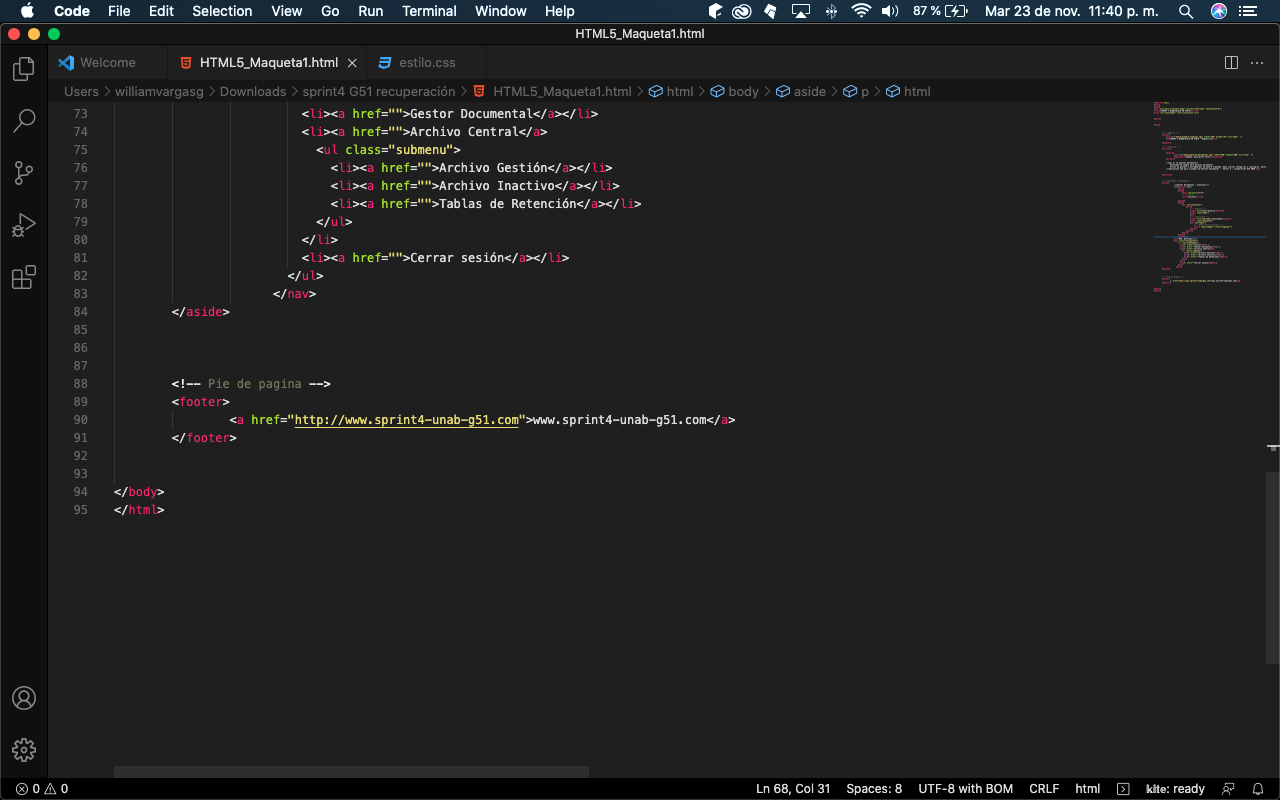 Code File Edit Selection View Go Run Terminal Window Help 87 % Mar 23 de nov. 11:40 p. m.
HTML5_Maqueta1.html
Welcome HTML5_Maqueta1.html estilo.css
Users > williamvargasg > Downloads > sprint4 G51 recuperación > HTML5_Maqueta1.html > html > body > aside > p > html
73 <li><a href="">Gestor Documental</a></li>
74 <li><a href="">Archivo Central</a>
75 <ul class="submenu">
76 <li><a href="">Archivo Gestión</a></li>
77 <li><a href="">Archivo Inactivo</a></li>
78 <li><a href="">Tablas de Retención</a></li>
79 </ul>
80 </li>
81 <li><a href="">Cerrar sesión</a></li>
82 </ul>
83 </nav>
84 </aside>
85
86
87
88 <!-- Pie de pagina -->
89 <footer>
90 <a href="http://www.sprint4-unab-g51.com">www.sprint4-unab-g51.com</a>
91 </footer>
92
93
94 </body>
95 </html>
0 0 Ln 68, Col 31 Spaces: 8 UTF-8 with BOM CRLF html kite: ready